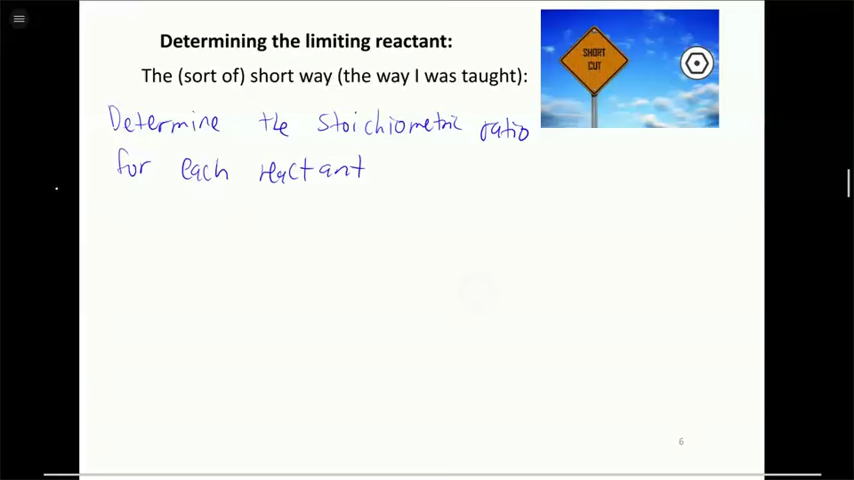 Determining the limiting reactant:
The (sort of) short way (the way I was taught):
SHORT
CUT
Determine the stoichiometric ratio
for each reactant
6